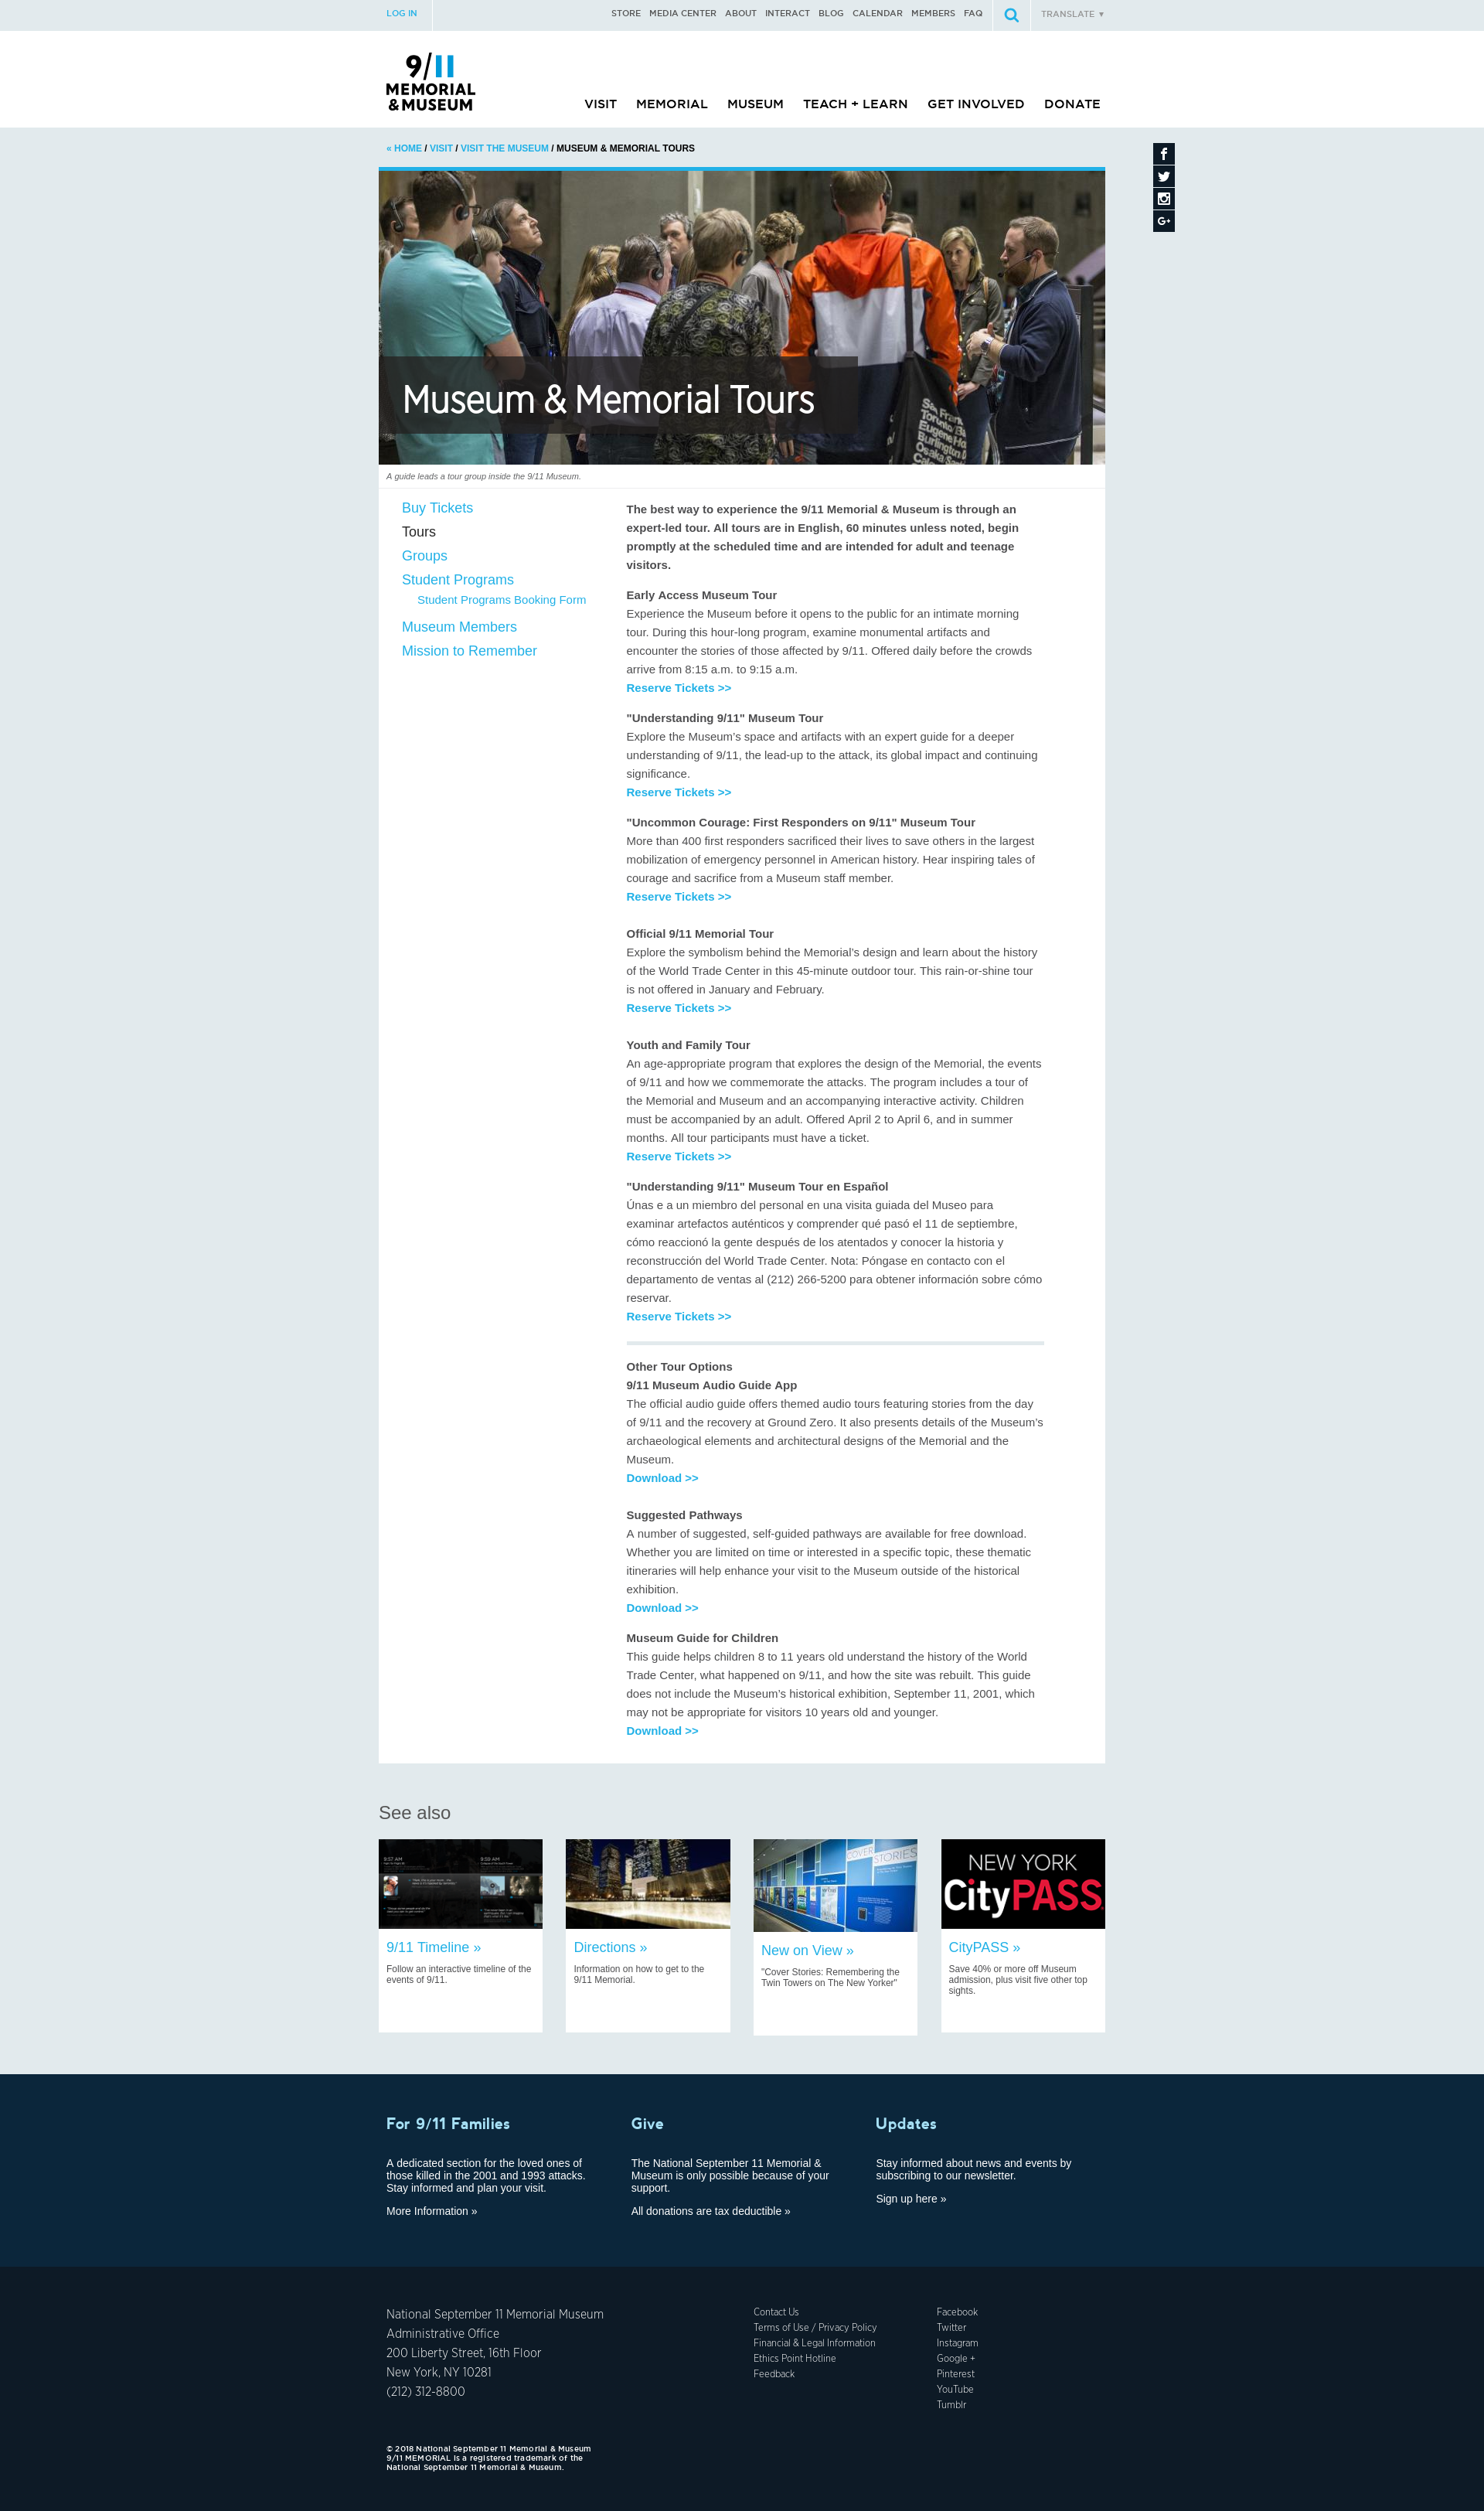 LOG IN
STORE MEDIA CENTER ABOUT INTERACT BLOG CALENDAR MEMBERS FAQ
TRANSLATE ▼
9/11
MEMORIAL
&MUSEUM
VISIT MEMORIAL MUSEUM TEACH + LEARN GET INVOLVED DONATE
« HOME / VISIT / VISIT THE MUSEUM / MUSEUM & MEMORIAL TOURS
San Francisco
Toronto
Eugene
Burlington
Osaka
Museum & Memorial Tours
A guide leads a tour group inside the 9/11 Museum.
Buy Tickets
Tours
Groups
Student Programs
Student Programs Booking Form
Museum Members
Mission to Remember
The best way to experience the 9/11 Memorial & Museum is through an
expert-led tour. All tours are in English, 60 minutes unless noted, begin
promptly at the scheduled time and are intended for adult and teenage
visitors.
Early Access Museum Tour
Experience the Museum before it opens to the public for an intimate morning
tour. During this hour-long program, examine monumental artifacts and
encounter the stories of those affected by 9/11. Offered daily before the crowds
arrive from 8:15 a.m. to 9:15 a.m.
Reserve Tickets >>
"Understanding 9/11" Museum Tour
Explore the Museum’s space and artifacts with an expert guide for a deeper
understanding of 9/11, the lead-up to the attack, its global impact and continuing
significance.
Reserve Tickets >>
"Uncommon Courage: First Responders on 9/11" Museum Tour
More than 400 first responders sacrificed their lives to save others in the largest
mobilization of emergency personnel in American history. Hear inspiring tales of
courage and sacrifice from a Museum staff member.
Reserve Tickets >>
Official 9/11 Memorial Tour
Explore the symbolism behind the Memorial’s design and learn about the history
of the World Trade Center in this 45-minute outdoor tour. This rain-or-shine tour
is not offered in January and February.
Reserve Tickets >>
Youth and Family Tour
An age-appropriate program that explores the design of the Memorial, the events
of 9/11 and how we commemorate the attacks. The program includes a tour of
the Memorial and Museum and an accompanying interactive activity. Children
must be accompanied by an adult. Offered April 2 to April 6, and in summer
months. All tour participants must have a ticket.
Reserve Tickets >>
"Understanding 9/11" Museum Tour en Español
Únas e a un miembro del personal en una visita guiada del Museo para
examinar artefactos auténticos y comprender qué pasó el 11 de septiembre,
cómo reaccionó la gente después de los atentados y conocer la historia y
reconstrucción del World Trade Center. Nota: Póngase en contacto con el
departamento de ventas al (212) 266-5200 para obtener información sobre cómo
reservar.
Reserve Tickets >>
Other Tour Options
9/11 Museum Audio Guide App
The official audio guide offers themed audio tours featuring stories from the day
of 9/11 and the recovery at Ground Zero. It also presents details of the Museum’s
archaeological elements and architectural designs of the Memorial and the
Museum.
Download >>
Suggested Pathways
A number of suggested, self-guided pathways are available for free download.
Whether you are limited on time or interested in a specific topic, these thematic
itineraries will help enhance your visit to the Museum outside of the historical
exhibition.
Download >>
Museum Guide for Children
This guide helps children 8 to 11 years old understand the history of the World
Trade Center, what happened on 9/11, and how the site was rebuilt. This guide
does not include the Museum’s historical exhibition, September 11, 2001, which
may not be appropriate for visitors 10 years old and younger.
Download >>
See also
COVER STORIES
NEW YORK
CityPASS
9/11 Timeline »
Follow an interactive timeline of the
events of 9/11.
Directions »
Information on how to get to the
9/11 Memorial.
New on View »
"Cover Stories: Remembering the
Twin Towers on The New Yorker"
CityPASS »
Save 40% or more off Museum
admission, plus visit five other top
sights.
For 9/11 Families
A dedicated section for the loved ones of
those killed in the 2001 and 1993 attacks.
Stay informed and plan your visit.
More Information »
Give
The National September 11 Memorial &
Museum is only possible because of your
support.
All donations are tax deductible »
Updates
Stay informed about news and events by
subscribing to our newsletter.
Sign up here »
National September 11 Memorial Museum
Administrative Office
200 Liberty Street, 16th Floor
New York, NY 10281
(212) 312-8800
Contact Us
Terms of Use / Privacy Policy
Financial & Legal Information
Ethics Point Hotline
Feedback
Facebook
Twitter
Instagram
Google +
Pinterest
YouTube
Tumblr
© 2018 National September 11 Memorial & Museum
9/11 MEMORIAL is a registered trademark of the
National September 11 Memorial & Museum.